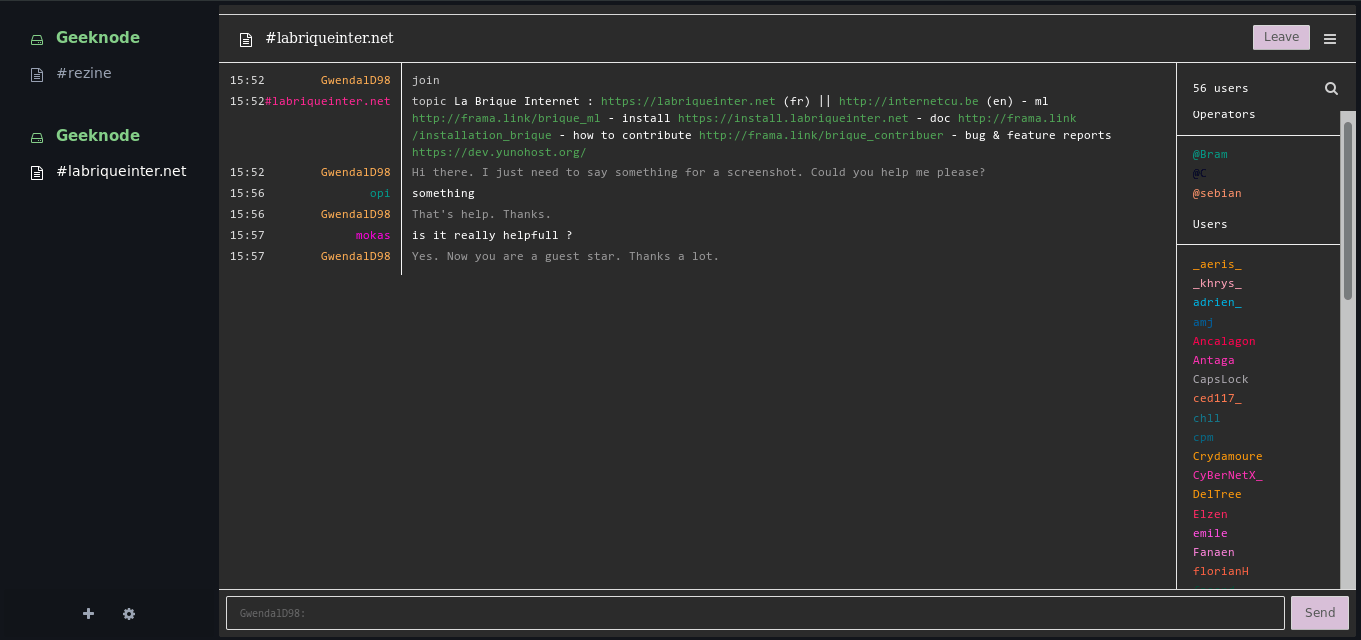 Geeknode
#rezine
Geeknode
#labriqueinter.net
#labriqueinter.net
Leave
15:52 GwendalD98 join
15:52 #labriqueinter.net topic La Brique Internet : https://labriqueinter.net (fr) || http://internetcu.be (en) - ml
http://frama.link/brique_ml - install https://install.labriqueinter.net - doc http://frama.link
/installation_brique - how to contribute http://frama.link/brique_contribuer - bug & feature reports
https://dev.yunohost.org/
15:52 GwendalD98 Hi there. I just need to say something for a screenshot. Could you help me please?
15:56 opi something
15:56 GwendalD98 That's help. Thanks.
15:57 mokas is it really helpfull ?
15:57 GwendalD98 Yes. Now you are a guest star. Thanks a lot.
56 users
Operators
@Bram
@C
@sebian
Users
_aeris_
_khrys_
adrien_
amj
Ancalagon
Antaga
CapsLock
ced117_
chll
cpm
Crydamoure
CyBerNetX_
DelTree
Elzen
emile
Fanaen
florianH
GwendalD98:
Send